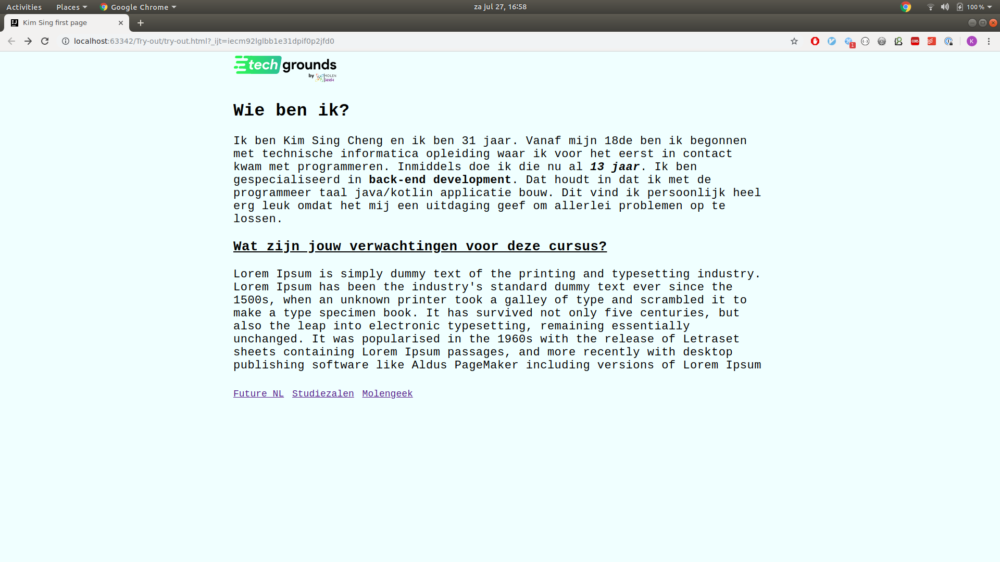 Activities Places Google Chrome za jul 27, 16:58 100 %
Kim Sing first page
localhost:63342/Try-out/try-out.html?_ijt=iecm92lglbb1e31dpif0p2jfd0 1 CORS K
tech grounds
by MOLEN
Geek
Wie ben ik?
Ik ben Kim Sing Cheng en ik ben 31 jaar. Vanaf mijn 18de ben ik begonnen
met technische informatica opleiding waar ik voor het eerst in contact
kwam met programmeren. Inmiddels doe ik die nu al 13 jaar. Ik ben
gespecialiseerd in back-end development. Dat houdt in dat ik met de
programmeer taal java/kotlin applicatie bouw. Dit vind ik persoonlijk heel
erg leuk omdat het mij een uitdaging geef om allerlei problemen op te
lossen.
Wat zijn jouw verwachtingen voor deze cursus?
Lorem Ipsum is simply dummy text of the printing and typesetting industry.
Lorem Ipsum has been the industry's standard dummy text ever since the
1500s, when an unknown printer took a galley of type and scrambled it to
make a type specimen book. It has survived not only five centuries, but
also the leap into electronic typesetting, remaining essentially
unchanged. It was popularised in the 1960s with the release of Letraset
sheets containing Lorem Ipsum passages, and more recently with desktop
publishing software like Aldus PageMaker including versions of Lorem Ipsum
Future NL Studiezalen Molengeek